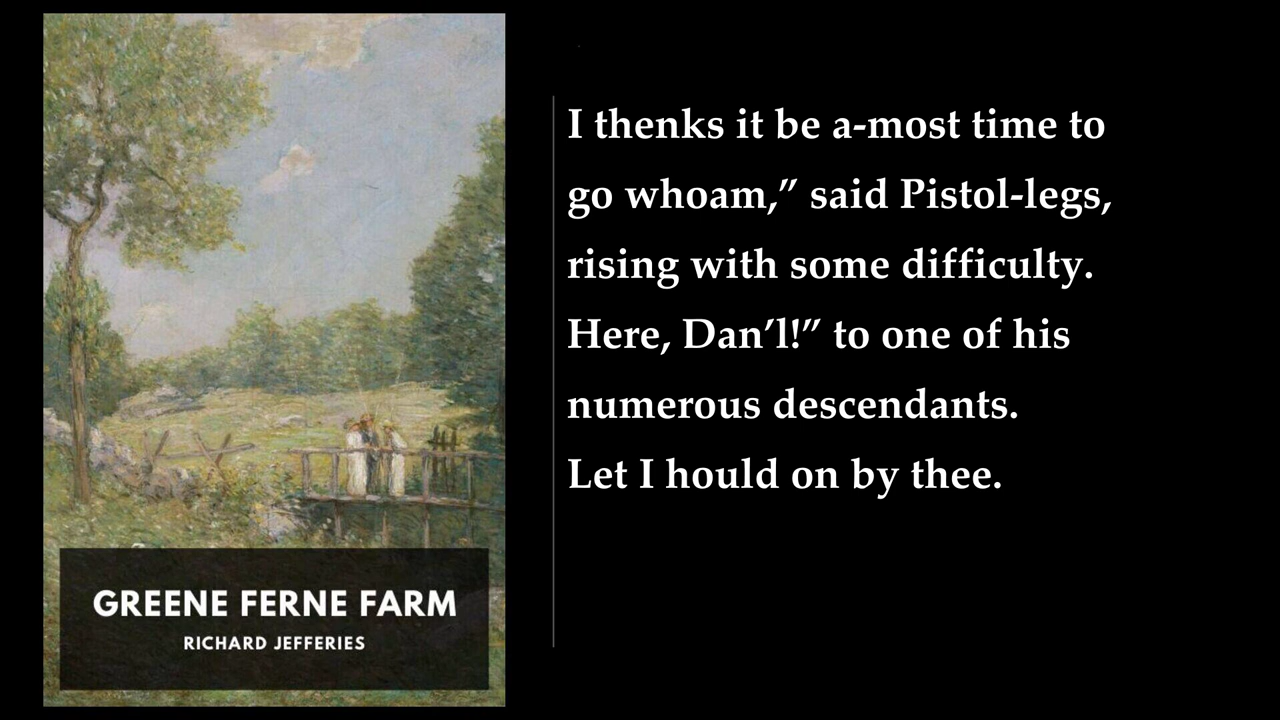 I thenks it be a-most time to
go whoam,” said Pistol-legs,
rising with some difficulty.
Here, Dan’l!” to one of his
numerous descendants.
Let I hould on by thee.
GREENE FERNE FARM
RICHARD JEFFERIES